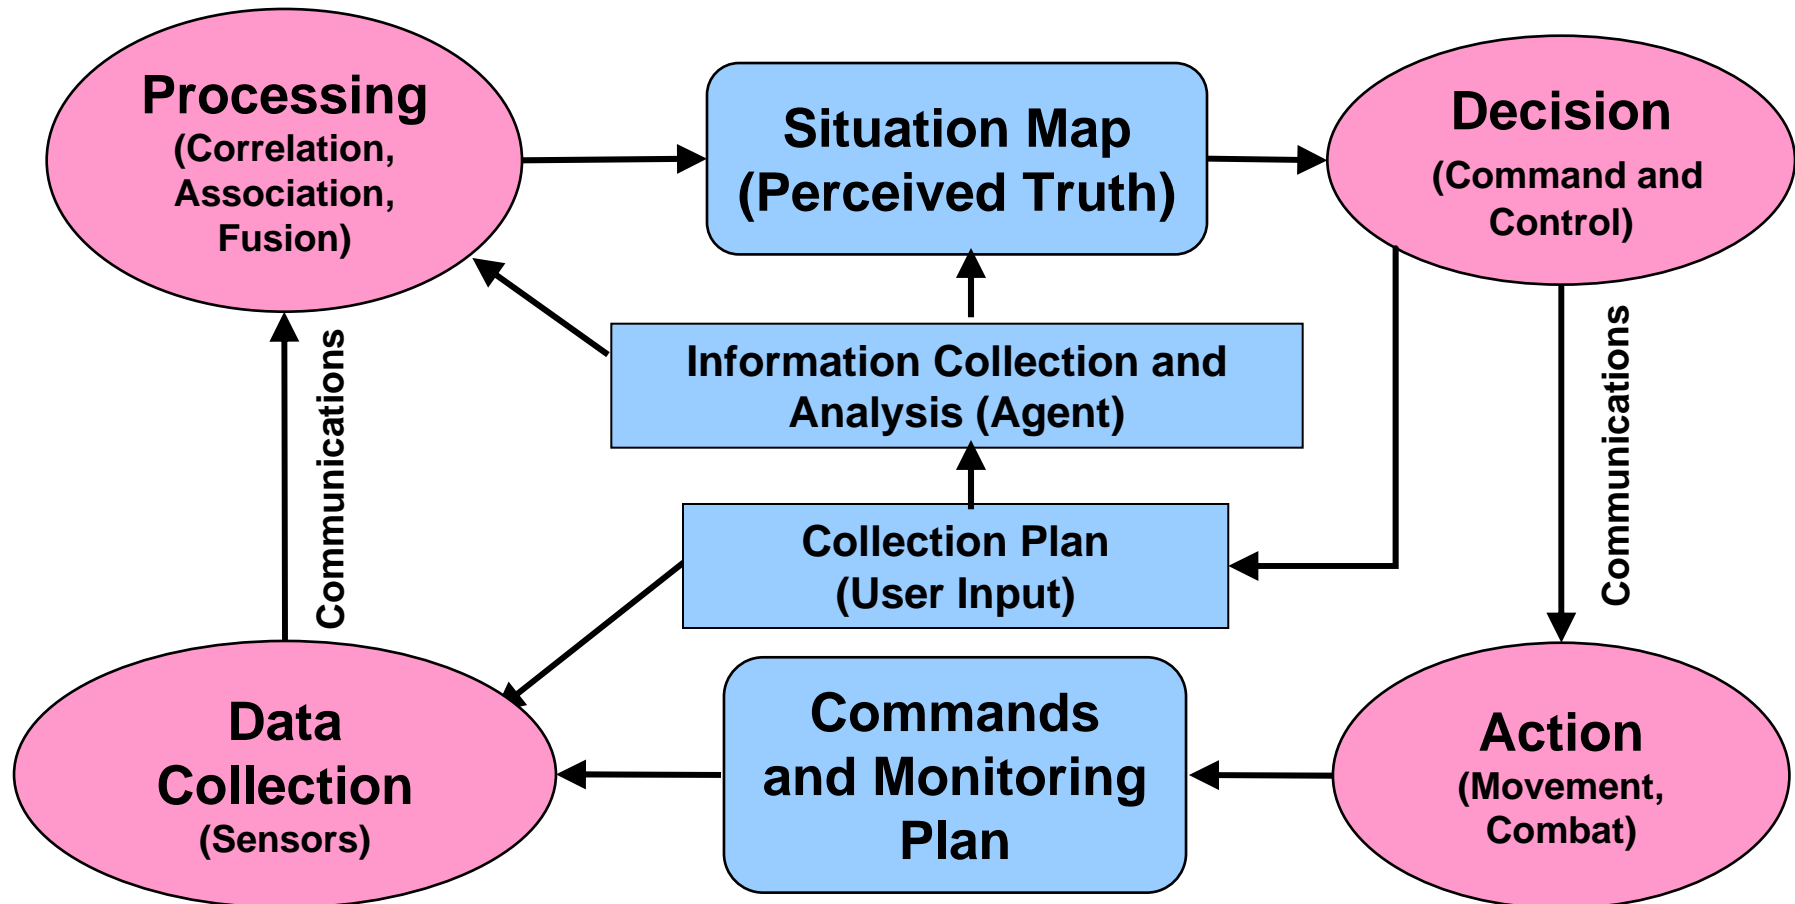 Processing
(Correlation,
Association,
Fusion)
Situation Map
(Perceived Truth)
Decision
(Command and
Control)
Communications
Information Collection and
Analysis (Agent)
Communications
Collection Plan
(User Input)
Data
Collection
(Sensors)
Commands
and Monitoring
Plan
Action
(Movement,
Combat)